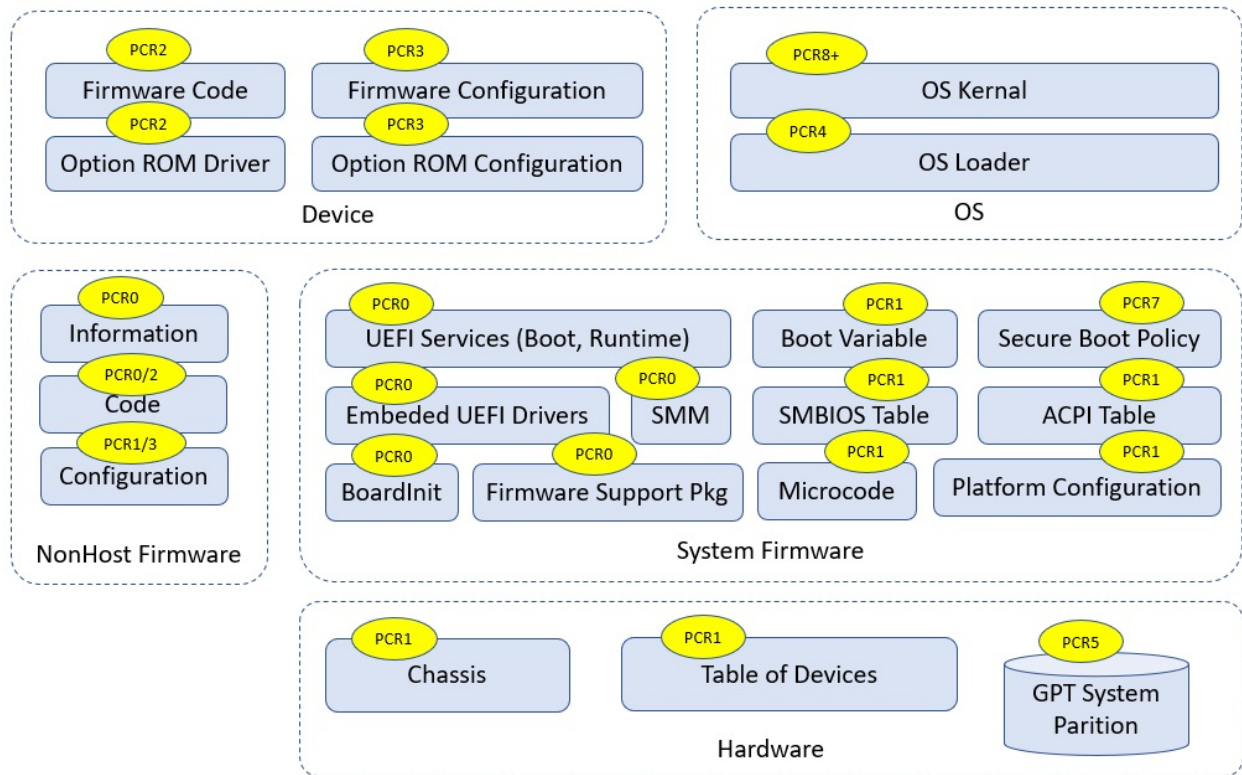 PCR2
Firmware Code
PCR2
Option ROM Driver
PCR3
Firmware Configuration
PCR3
Option ROM Configuration
Device
PCR8+
OS Kernal
PCR4
OS Loader
OS
PCR0
Information
PCR0/2
Code
PCR1/3
Configuration
NonHost Firmware
PCR0
UEFI Services (Boot, Runtime)
PCR1
Boot Variable
PCR7
Secure Boot Policy
PCR0
Embeded UEFI Drivers
PCR0
SMM
PCR1
SMBIOS Table
PCR1
ACPI Table
PCR0
BoardInit
PCR0
Firmware Support Pkg
PCR1
Microcode
PCR1
Platform Configuration
System Firmware
PCR1
Chassis
PCR1
Table of Devices
PCR5
GPT System
Parition
Hardware